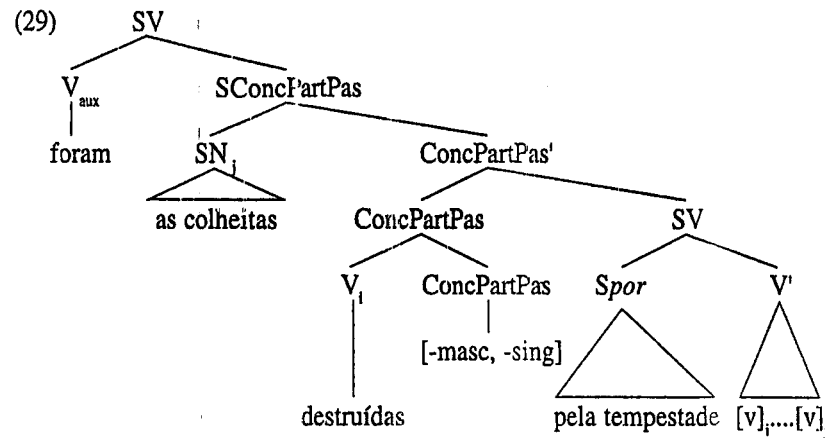 (29) SV
V aux SConcPartPas
foram SN j ConcPartPas'
as colheitas ConcPartPas SV
V i ConcPartPas Spor V'
[-masc, -sing]
destruídas pela tempestade [v] i....[v]